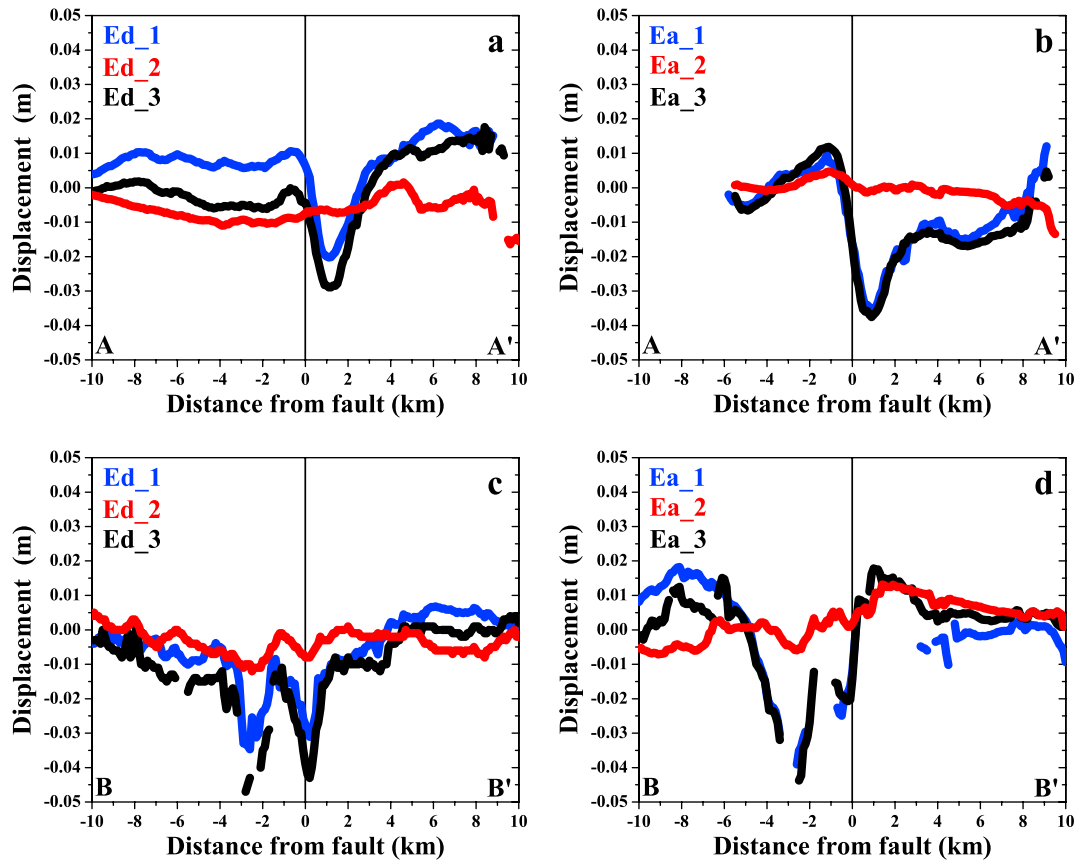 a
Ed_1
Ed_2
Ed_3
0.05
0.04
0.03
0.02
0.01
0.00
-0.01
-0.02
-0.03
-0.04
-0.05
Displacement (m)
A A'
-10 -8 -6 -4 -2 0 2 4 6 8 10
Distance from fault (km)
b
Ea_1
Ea_2
Ea_3
0.05
0.04
0.03
0.02
0.01
0.00
-0.01
-0.02
-0.03
-0.04
-0.05
Displacement (m)
A A'
-8 -4 -2 0 2 4 6 8 10
Distance from fault (km)
c
Ed_1
Ed_2
Ed_3
0.05
0.04
0.03
0.02
0.01
0.00
-0.01
-0.02
-0.03
-0.04
-0.05
Displacement (m)
B B'
-10 -8 -6 -4 -2 0 2 4 6 8 10
Distance from fault (km)
d
Ea_1
Ea_2
Ea_3
0.05
0.04
0.03
0.02
0.01
0.00
-0.01
-0.02
-0.03
-0.04
-0.05
Displacement (m)
B B'
-10 -8 -6 -4 -2 0 2 4 6 8 10
Distance from fault (km)